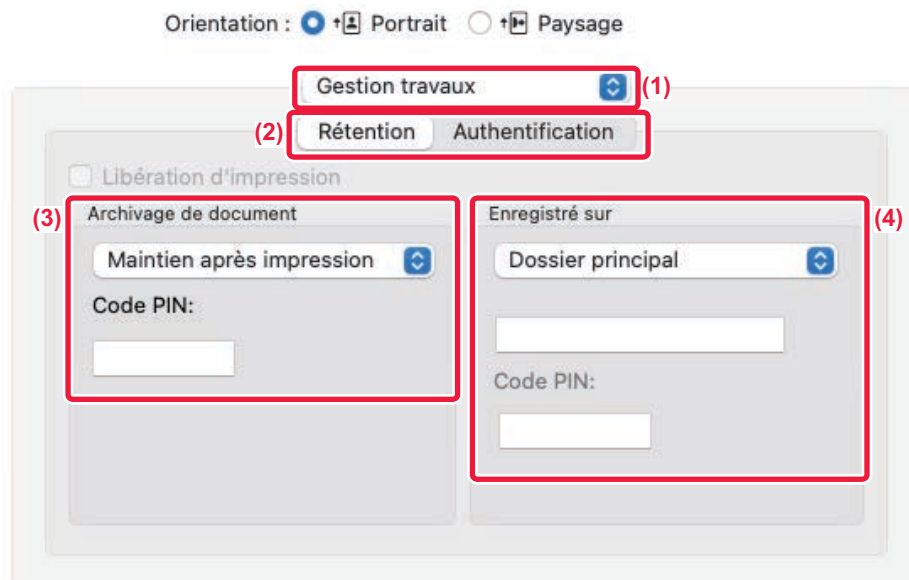 Orientation : Portrait Paysage
Gestion travaux (1)
(2) Rétention Authentification
Libération d'impression
(3) Archivage de document
Maintien après impression
Code PIN:
Enregistré sur (4)
Dossier principal
Code PIN: